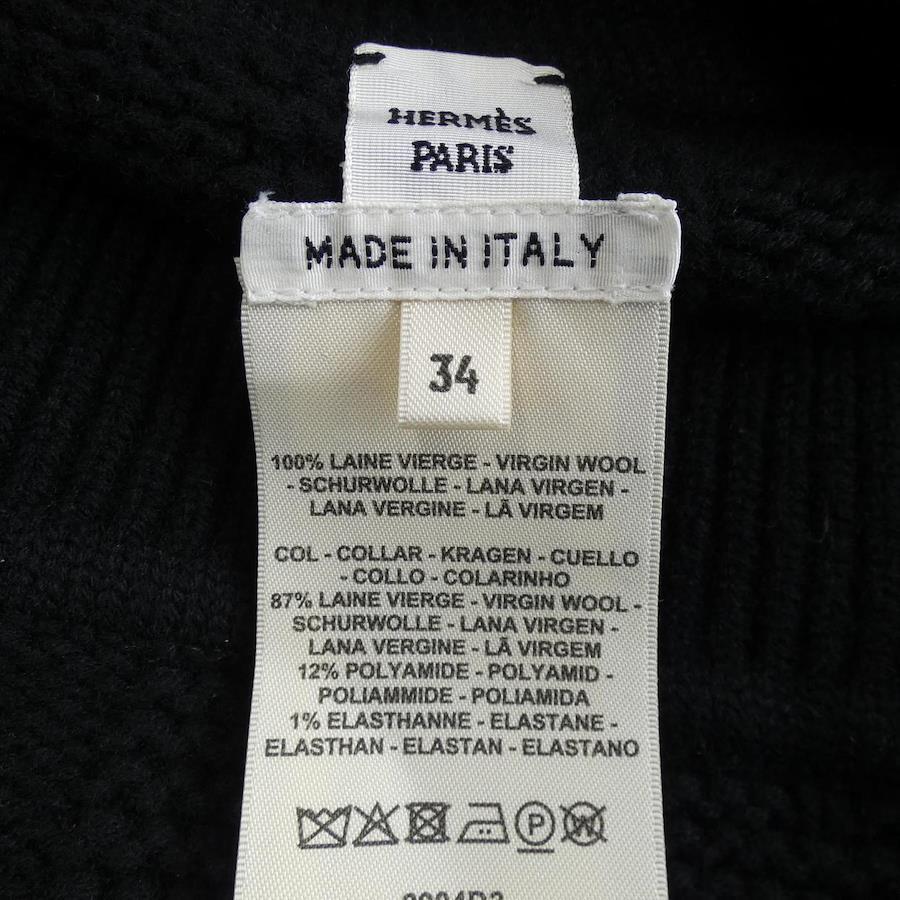 HERMÈS
PARIS
MADE IN ITALY
34
100% LAINE VIERGE - VIRGIN WOOL
- SCHURWOLLE - LANA VIRGEN -
LANA VERGINE - LÃ VIRGEM
COL - COLLAR - KRAGEN - CUELLO
- COLLO - COLARINHO
87% LAINE VIERGE - VIRGIN WOOL -
SCHURWOLLE - LANA VIRGEN -
LANA VERGINE - LÃ VIRGEM
12% POLYAMIDE - POLYAMID -
POLIAMMIDE - POLIAMIDA
1% ELASTHANNE - ELASTANE -
ELASTHAN - ELASTAN - ELASTANO
P W